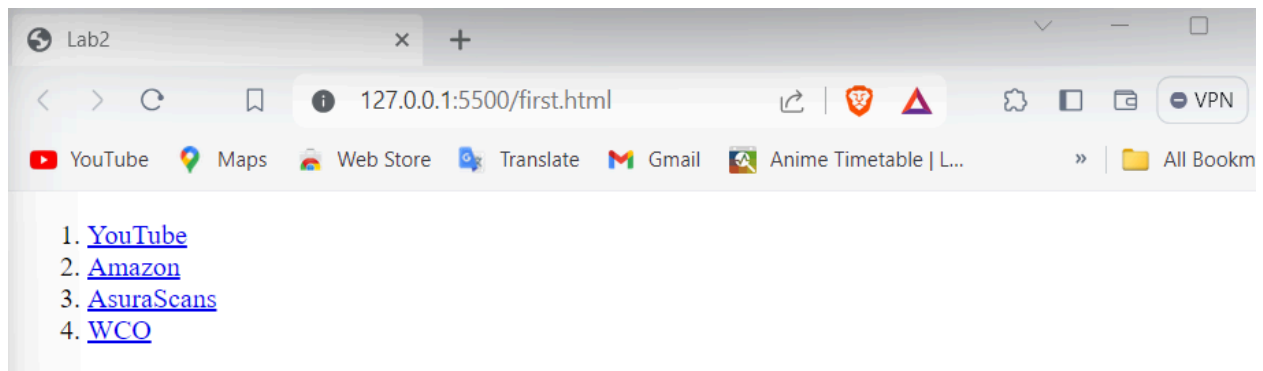 Lab2
127.0.0.1:5500/first.html
VPN
YouTube Maps Web Store Translate Gmail Anime Timetable | L... » All Bookm
1. YouTube
2. Amazon
3. AsuraScans
4. WCO